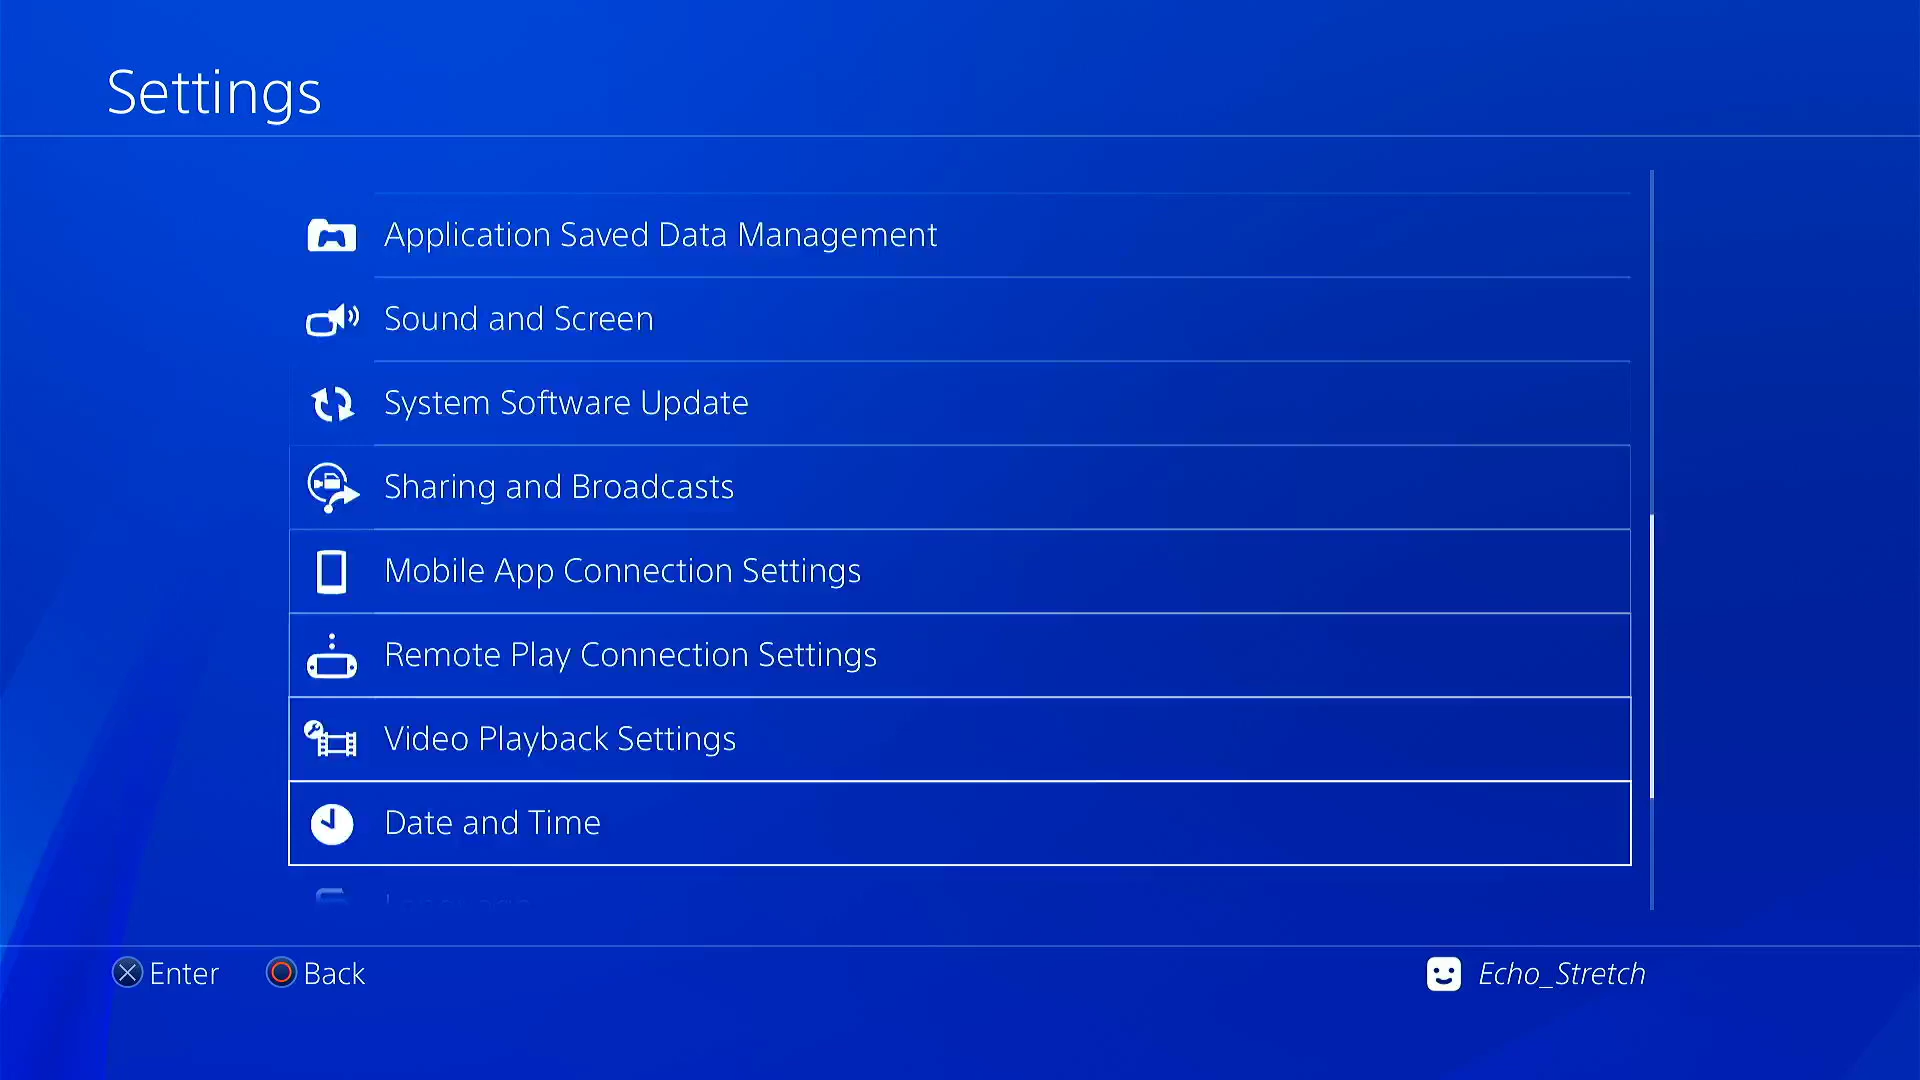 Settings
Application Saved Data Management
Sound and Screen
System Software Update
Sharing and Broadcasts
Mobile App Connection Settings
Remote Play Connection Settings
Video Playback Settings
Date and Time
Enter
Back
Echo_Stretch